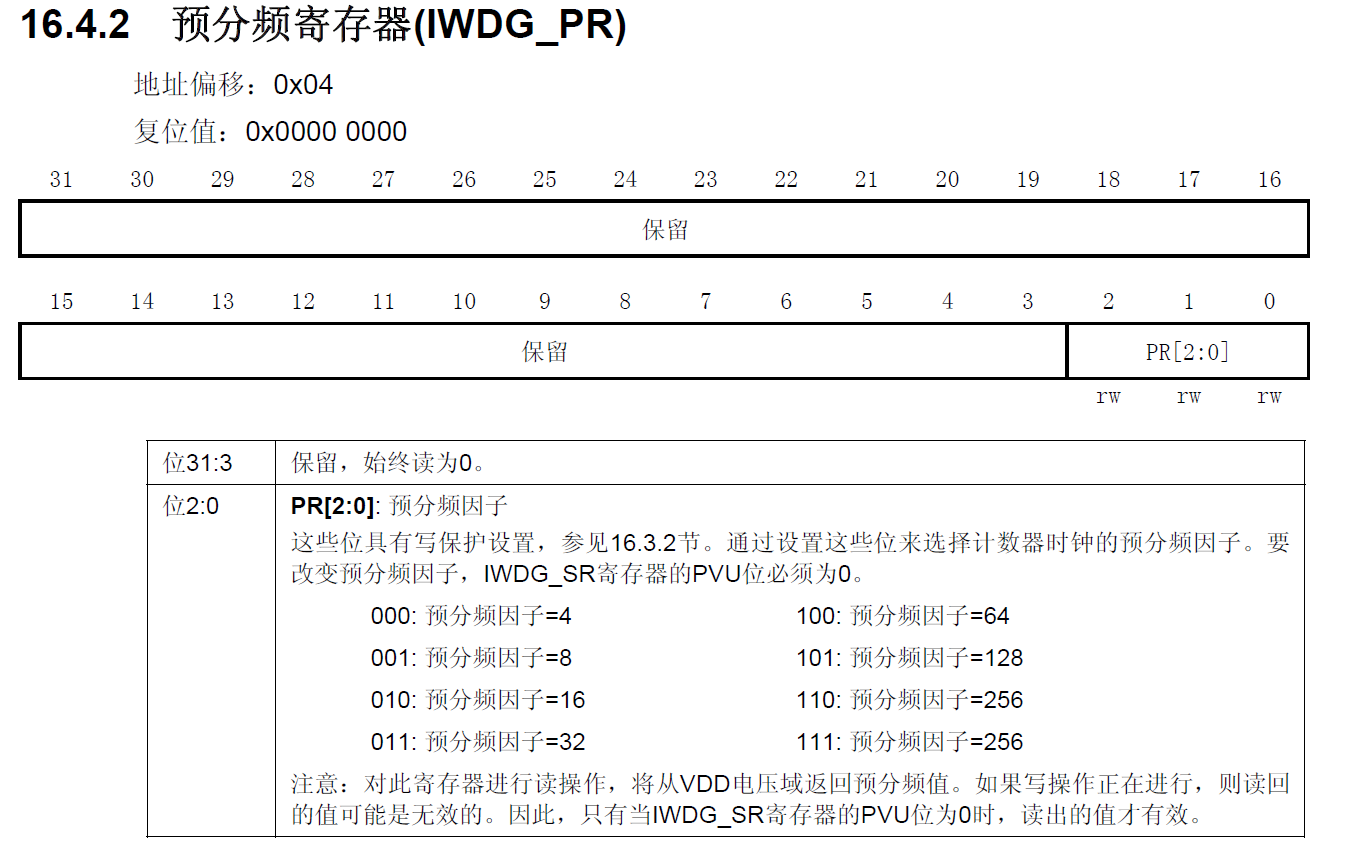 16.4.2 预分频寄存器(IWDG_PR)
地址偏移：0x04
复位值：0x0000 0000
31 30 29 28 27 26 25 24 23 22 21 20 19 18 17 16
保留
15 14 13 12 11 10 9 8 7 6 5 4 3 2 1 0
保留 PR[2:0]
rw rw rw
位31:3 保留，始终读为0。
位2:0 PR[2:0]: 预分频因子
这些位具有写保护设置，参见16.3.2节。通过设置这些位来选择计数器时钟的预分频因子。要
改变预分频因子，IWDG_SR寄存器的PVU位必须为0。
000: 预分频因子=4 100: 预分频因子=64
001: 预分频因子=8 101: 预分频因子=128
010: 预分频因子=16 110: 预分频因子=256
011: 预分频因子=32 111: 预分频因子=256
注意：对此寄存器进行读操作，将从VDD电压域返回预分频值。如果写操作正在进行，则读回
的值可能是无效的。因此，只有当IWDG_SR寄存器的PVU位为0时，读出的值才有效。